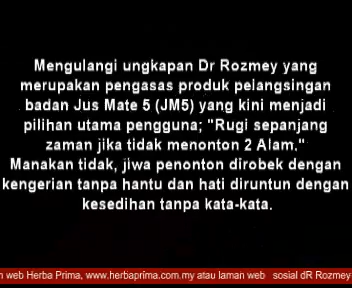 Mengulangi ungkapan Dr Rozmey yang
merupakan pengasas produk pelangsingan
badan Jus Mate 5 (JM5) yang kini menjadi
pilihan utama pengguna; "Rugi sepanjang
zaman jika tidak menonton 2 Alam."
Manakan tidak, jiwa penonton dirobek dengan
kengerian tanpa hantu dan hati diruntun dengan
kesedihan tanpa kata-kata.
web Herba Prima, www.herbaprima.com.my atau laman web sosial dR Rozmey